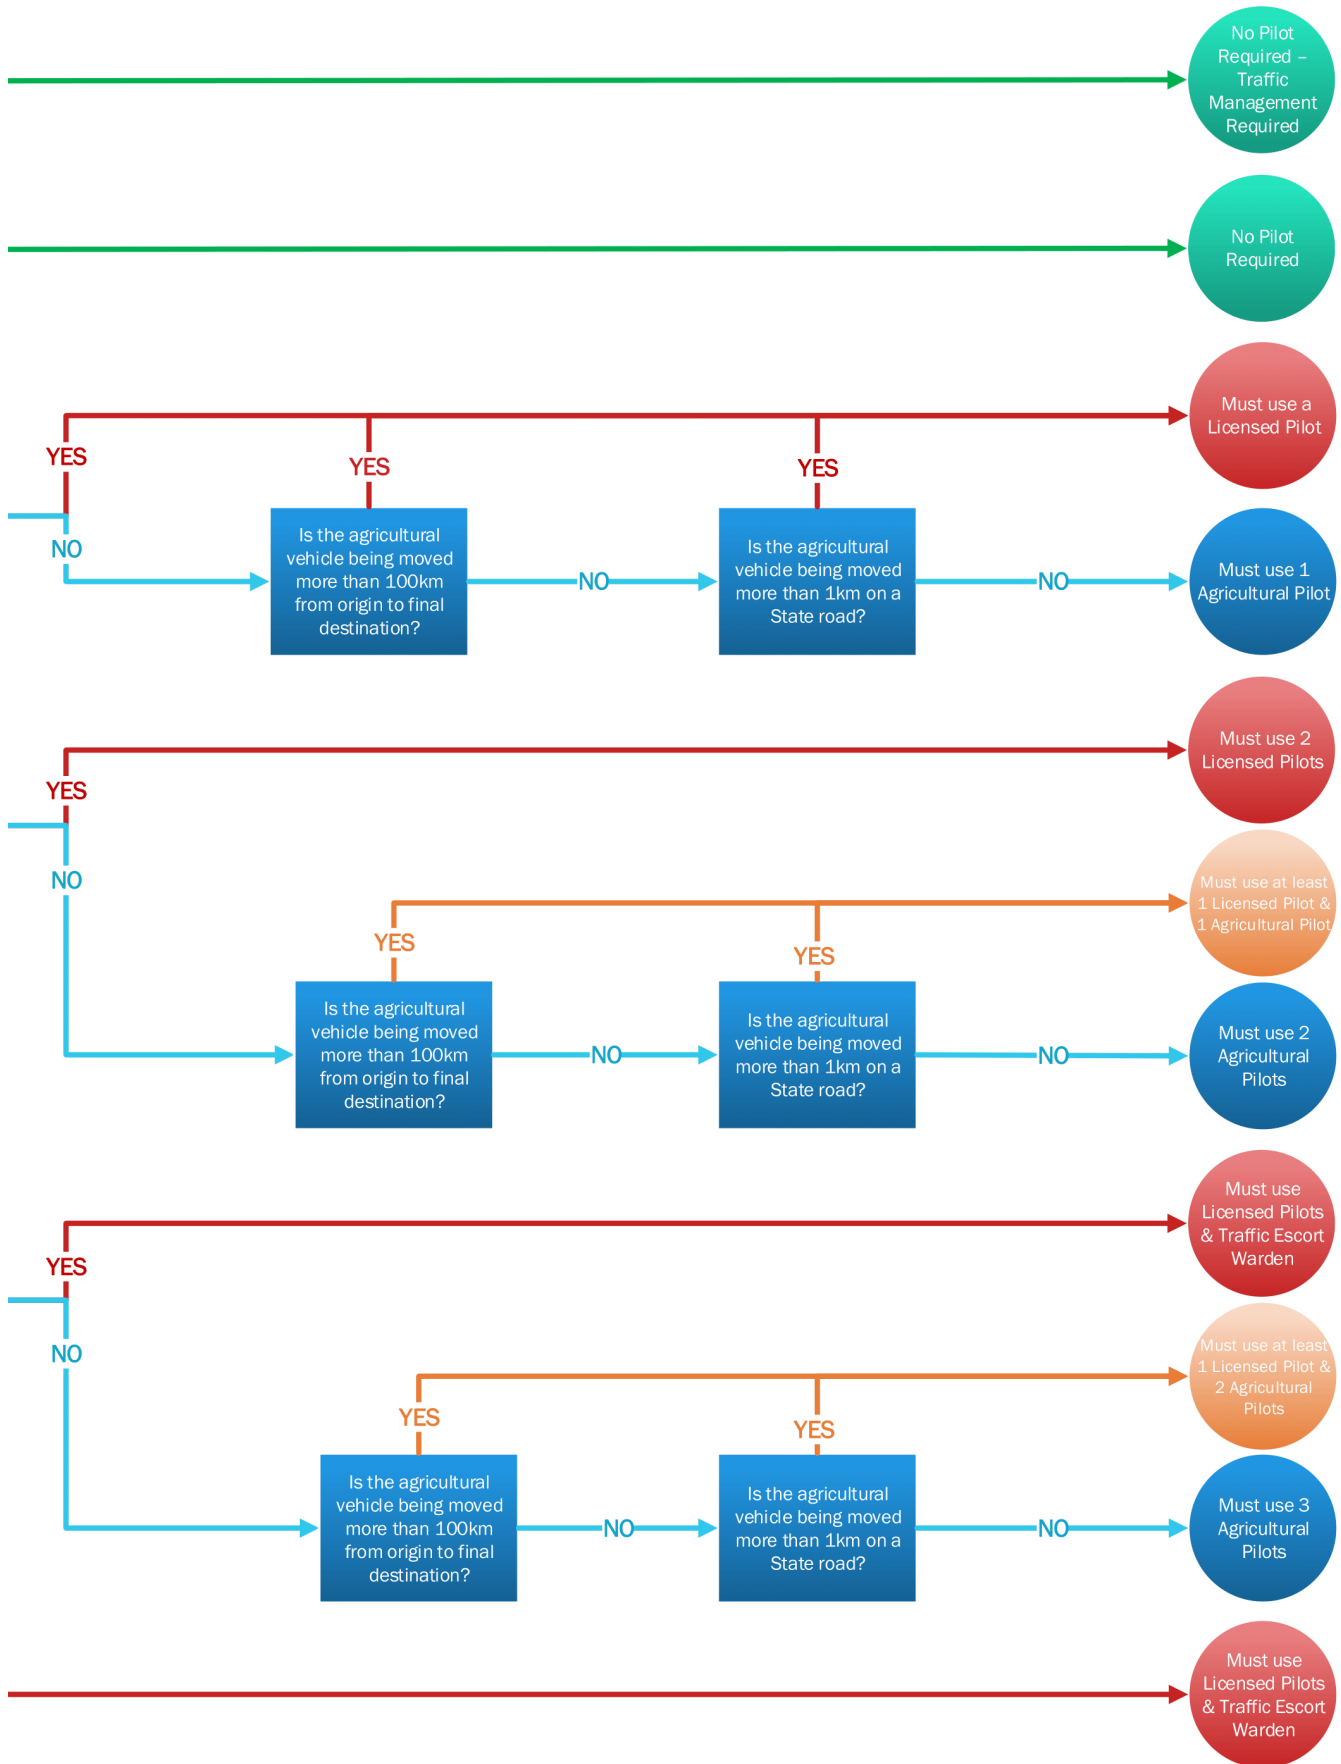 No Pilot
Required –
Traffic
Management
Required
No Pilot
Required
Must use a
Licensed Pilot
YES
YES
YES
NO
Is the agricultural
vehicle being moved
more than 100km
from origin to final
destination?
NO
Is the agricultural
vehicle being moved
more than 1km on a
State road?
NO
Must use 1
Agricultural Pilot
Must use 2
Licensed Pilots
YES
NO
Must use at least
1 Licensed Pilot &
1 Agricultural Pilot
YES
YES
Is the agricultural
vehicle being moved
more than 100km
from origin to final
destination?
NO
Is the agricultural
vehicle being moved
more than 1km on a
State road?
NO
Must use 2
Agricultural
Pilots
Must use
Licensed Pilots
& Traffic Escort
Warden
YES
NO
Must use at least
1 Licensed Pilot &
2 Agricultural
Pilots
YES
YES
Is the agricultural
vehicle being moved
more than 100km
from origin to final
destination?
NO
Is the agricultural
vehicle being moved
more than 1km on a
State road?
NO
Must use 3
Agricultural
Pilots
Must use
Licensed Pilots
& Traffic Escort
Warden